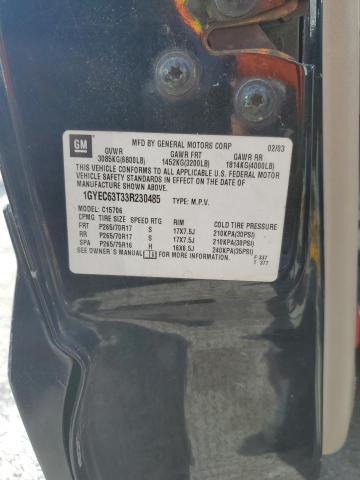 GM
MFD BY GENERAL MOTORS CORP 02/03
GVWR GAWR FRT GAWR RR
3085KG(6800LB) 1452KG(3200LB) 1814KG(4000LB)
THIS VEHICLE CONFORMS TO ALL APPLICABLE U.S. FEDERAL MOTOR VEHICLE SAFETY STANDARDS IN EFFECT ON THE DATE OF
MANUFACTURE SHOWN ABOVE.
1GYEC63T33R230485 TYPE: M.P.V.
MODEL: C15706
CPMG TIRE SIZE SPEED RTG RIM COLD TIRE PRESSURE
FRT P265/70R17 S 17X7.5J 210KPA(30PSI)
RR P265/70R17 S 17X7.5J 210KPA(30PSI)
SPA P265/75R16 H 16X6.5J 240KPA(35PSI)
SEE OWNER'S MANUAL FOR MORE INFORMATION.